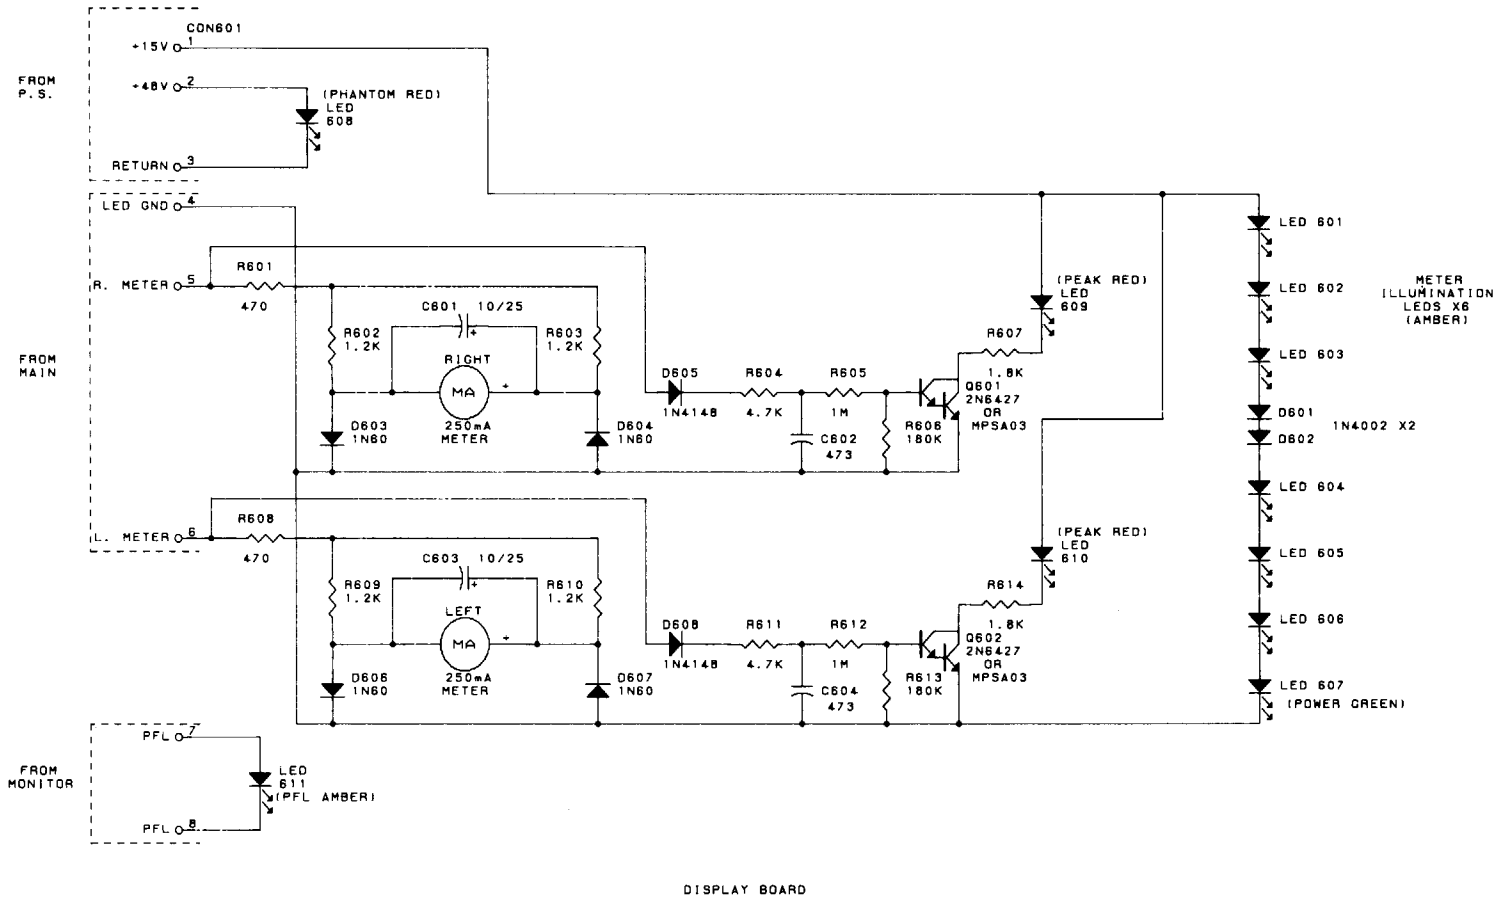 CON601
+15V 1
FROM
P.S.
+48V 2
(PHANTOM RED)
LED
608
RETURN 3
LED GND 4
LED 601
R. METER 5
R601
470
C601 10/25
R602
1.2K
R603
1.2K
RIGHT
MA
+
+
250mA
METER
D603
1N60
D604
1N60
D605
1N4148
R604
4.7K
R605
1M
C602
473
R606
180K
Q601
2N6427
OR
MPSA03
R607
1.8K
(PEAK RED)
LED
609
LED 602
METER
ILLUMINATION
LEDS X6
(AMBER)
LED 603
D601
D602
1N4002 X2
FROM
MAIN
L. METER 6
R608
470
C603 10/25
R609
1.2K
R610
1.2K
LEFT
MA
+
+
250mA
METER
D606
1N60
D607
1N60
D608
1N4148
R611
4.7K
R612
1M
C604
473
R613
180K
Q602
2N6427
OR
MPSA03
R614
1.8K
(PEAK RED)
LED
610
LED 604
LED 605
LED 606
LED 607
(POWER GREEN)
PFL 7
FROM
MONITOR
LED
611
(PFL AMBER)
PFL 8
DISPLAY BOARD